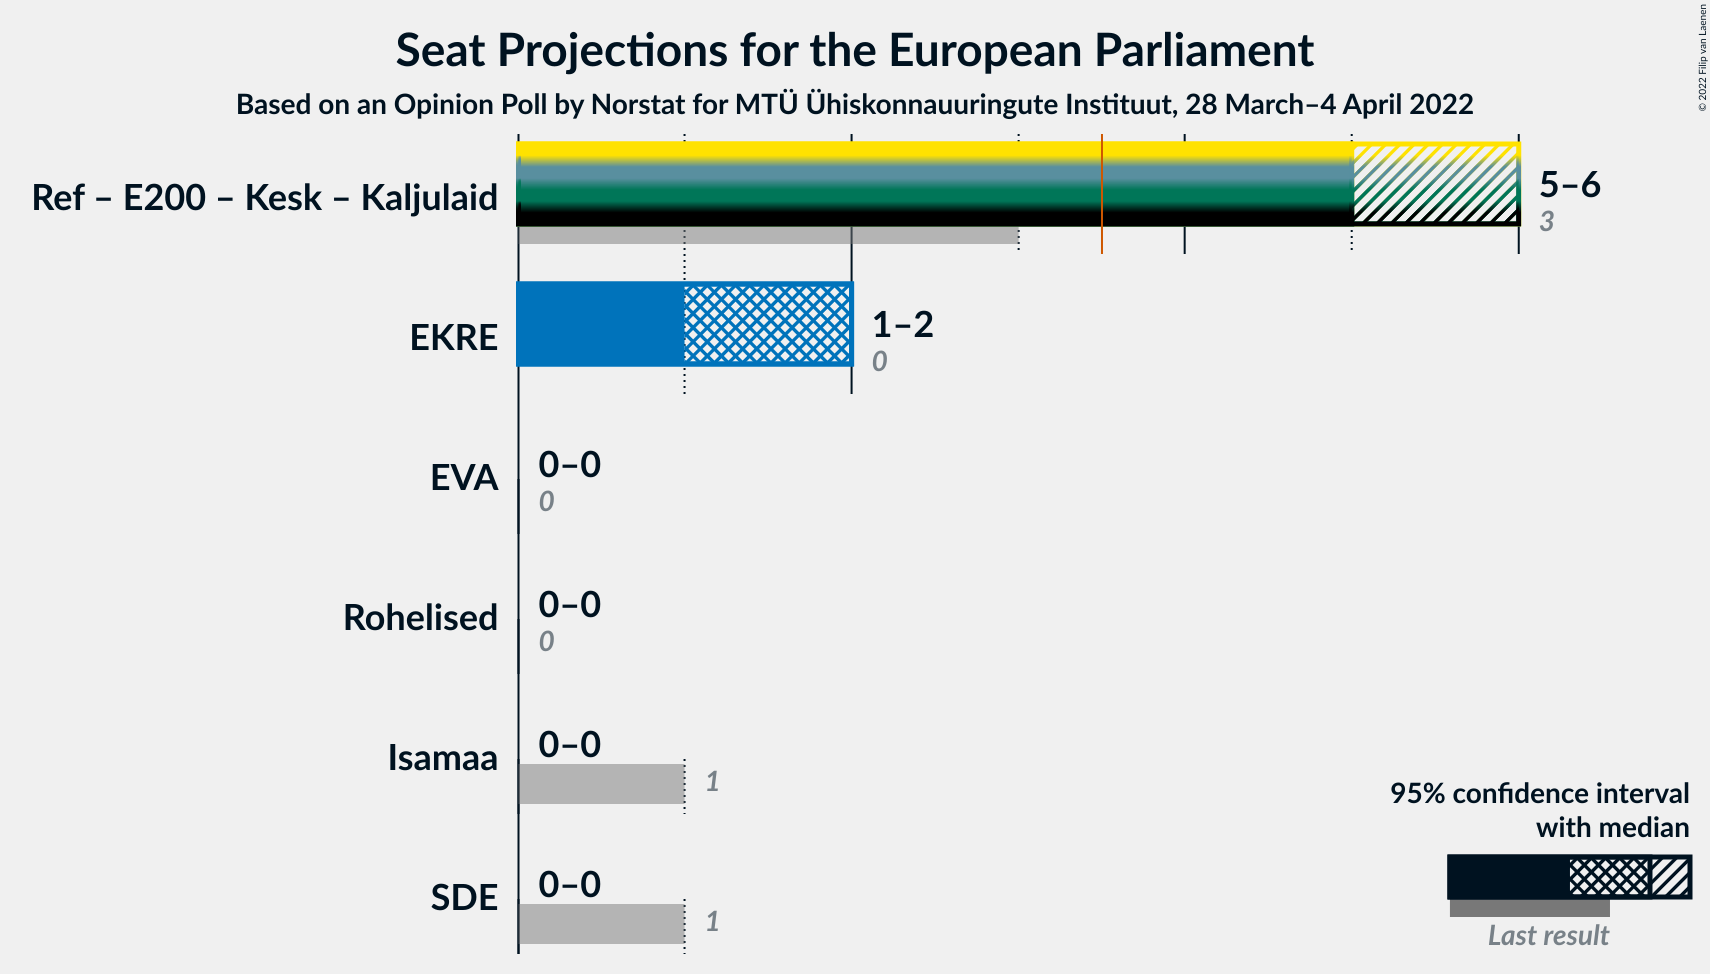 Seat Projections for the European Parliament
Based on an Opinion Poll by Norstat for MTÜ Ühiskonnauuringute Instituut, 28 March–4 April 2022
© 2022 Filip van Laenen
Ref – E200 – Kesk – Kaljulaid
5–6
3
EKRE
1–2
0
EVA
0–0
0
Rohelised
0–0
0
Isamaa
0–0
1
SDE
0–0
1
95% confidence interval
with median
Last result